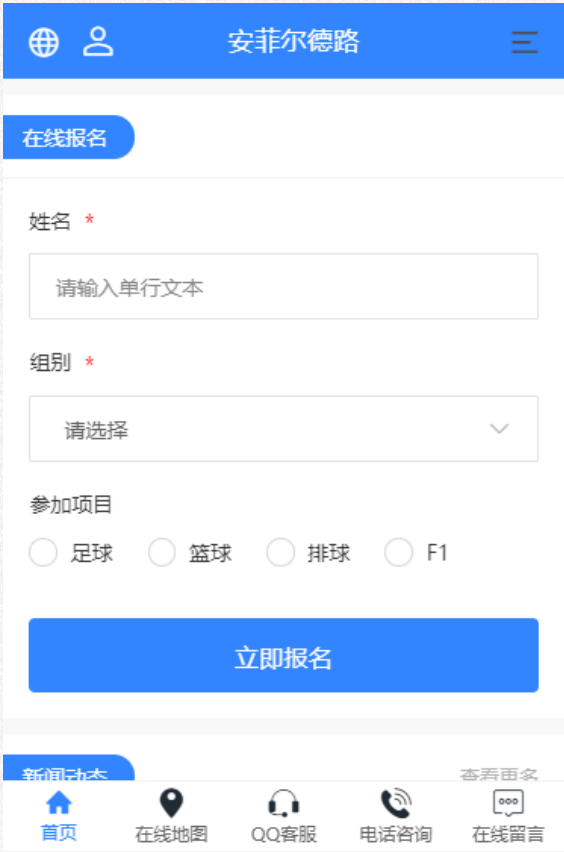 安菲尔德路
在线报名
姓名 *
请输入单行文本
组别 *
请选择
参加项目
足球 篮球 排球 F1
立即报名
新闻动态 查看更多
首页 在线地图 QQ客服 电话咨询 在线留言